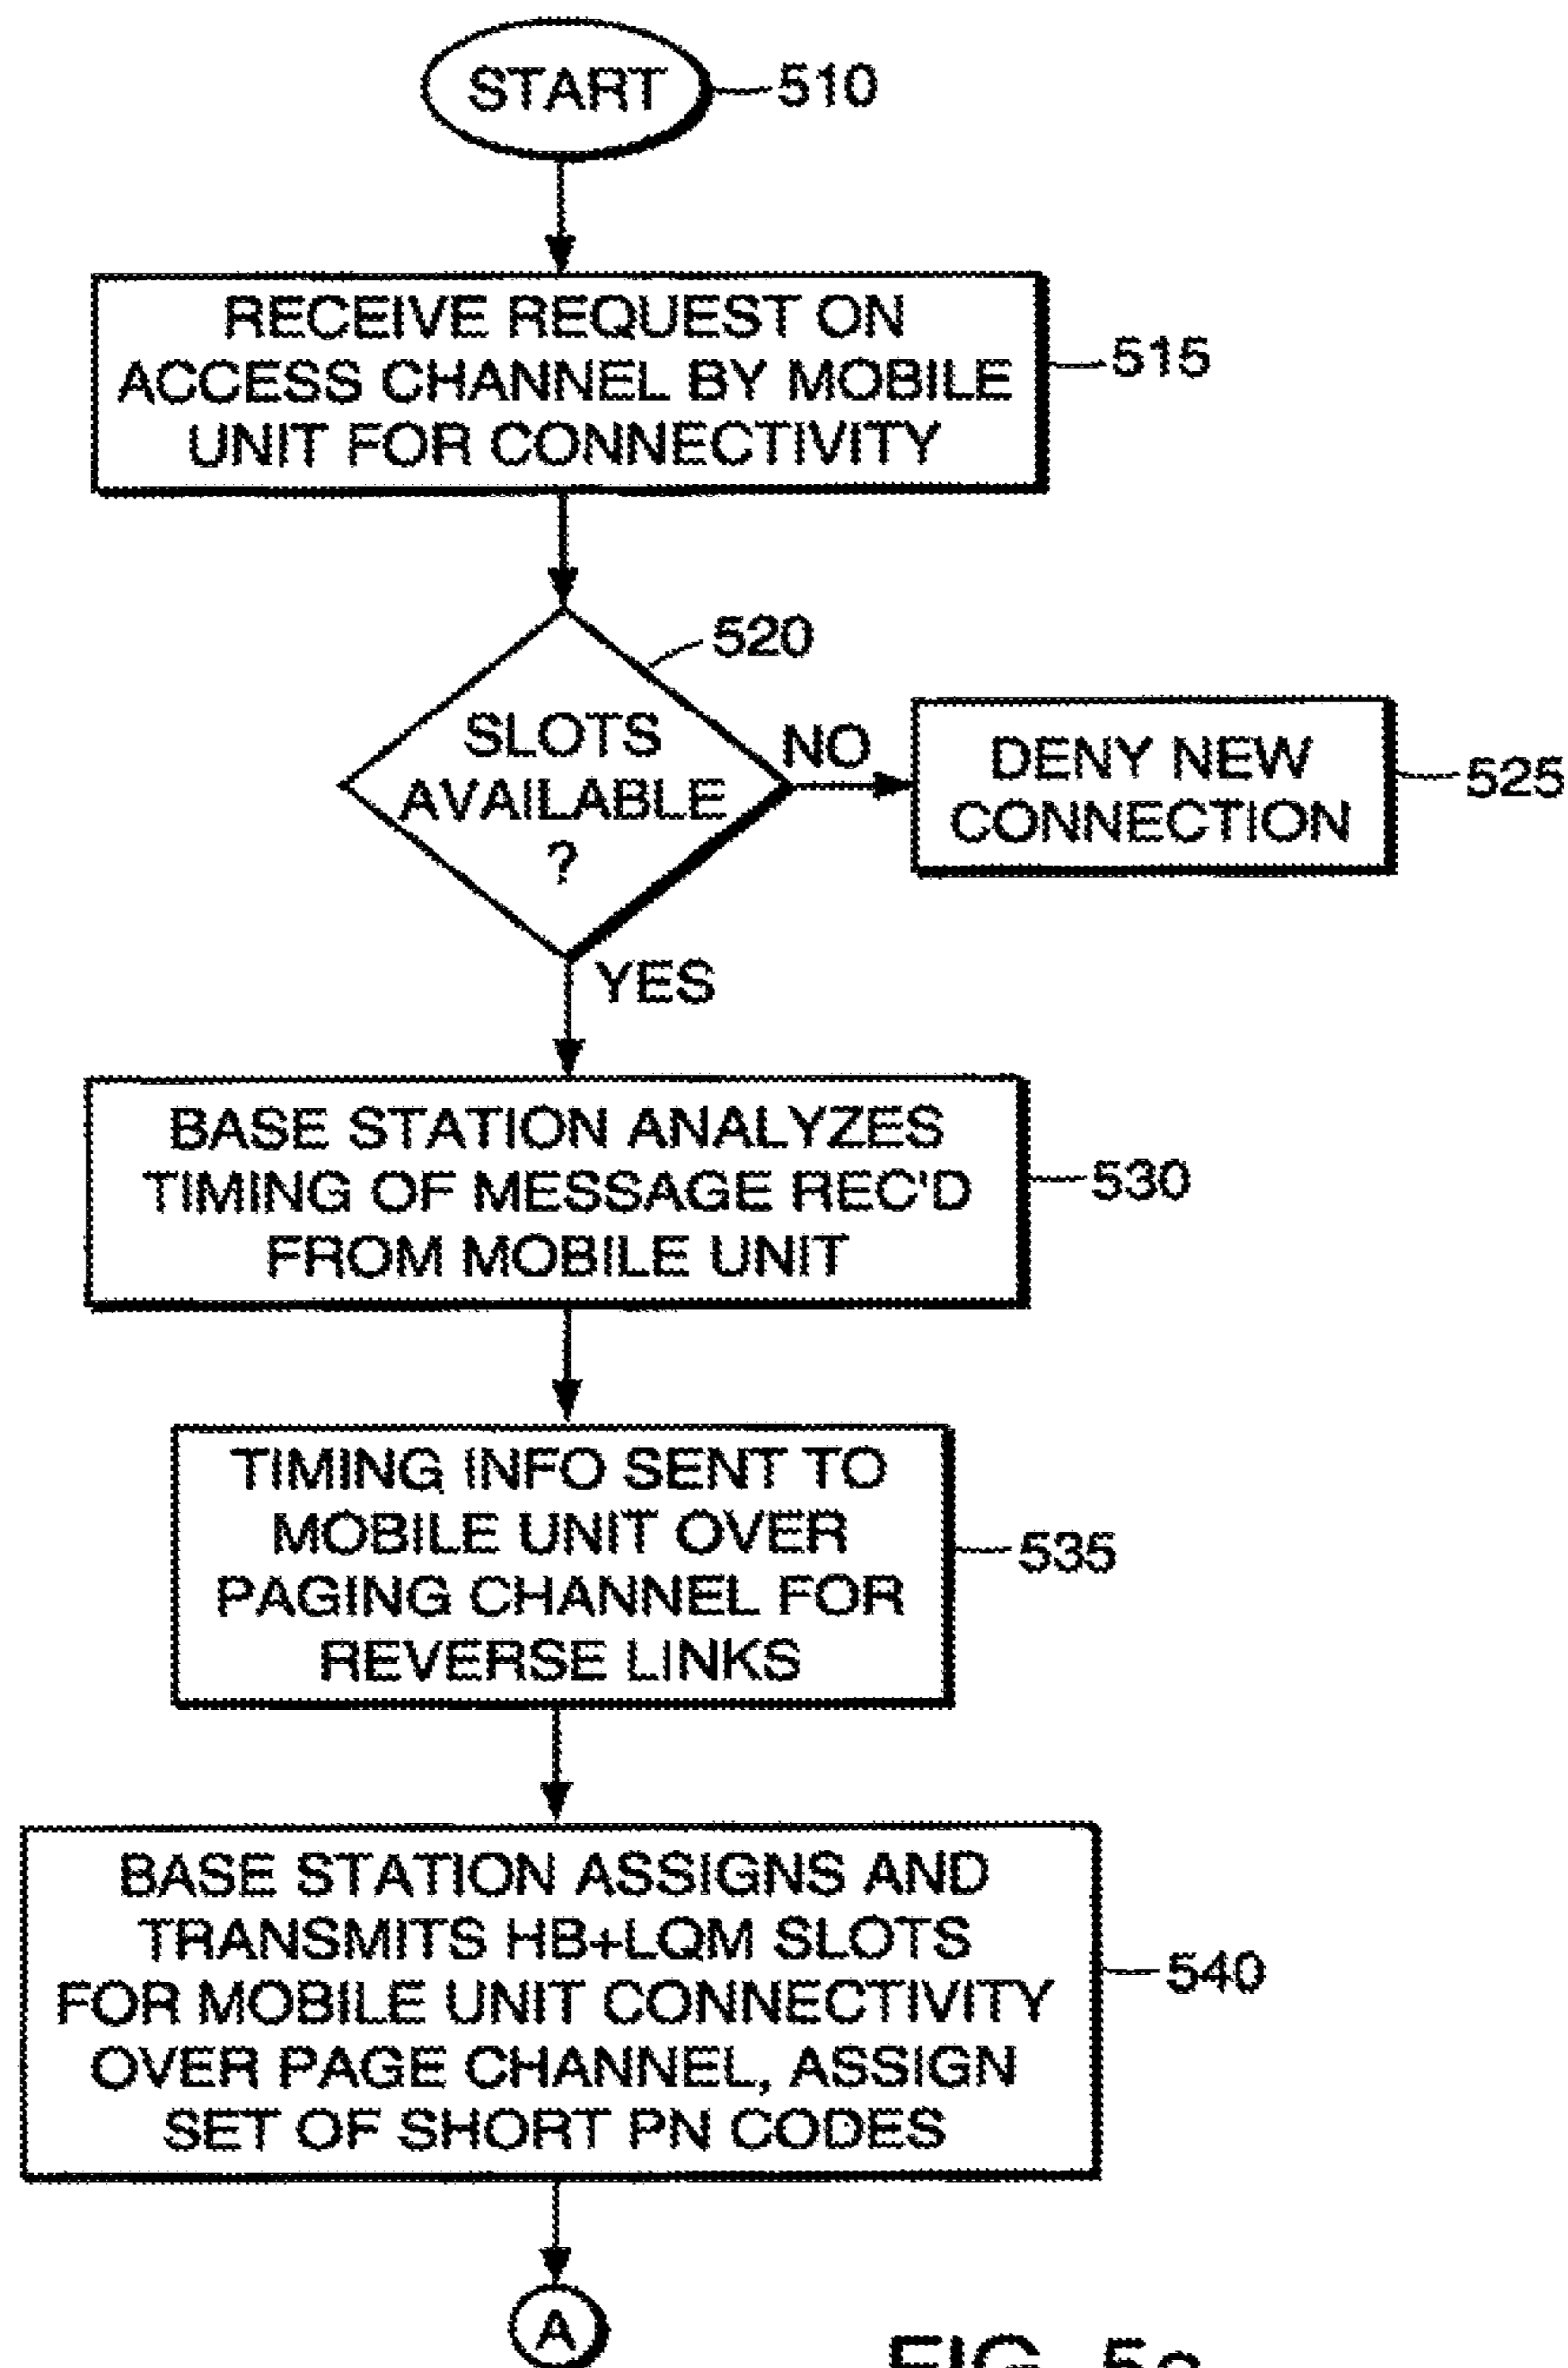 START
510
RECEIVE REQUEST ON
ACCESS CHANNEL BY MOBILE
UNIT FOR CONNECTIVITY
515
520
SLOTS
AVAILABLE
?
NO
DENY NEW
CONNECTION
525
YES
BASE STATION ANALYZES
TIMING OF MESSAGE REC'D
FROM MOBILE UNIT
530
TIMING INFO SENT TO
MOBILE UNIT OVER
PAGING CHANNEL FOR
REVERSE LINKS
535
BASE STATION ASSIGNS AND
TRANSMITS HB+LQM SLOTS
FOR MOBILE UNIT CONNECTIVITY
OVER PAGE CHANNEL, ASSIGN
SET OF SHORT PN CODES
540
A
FIG.